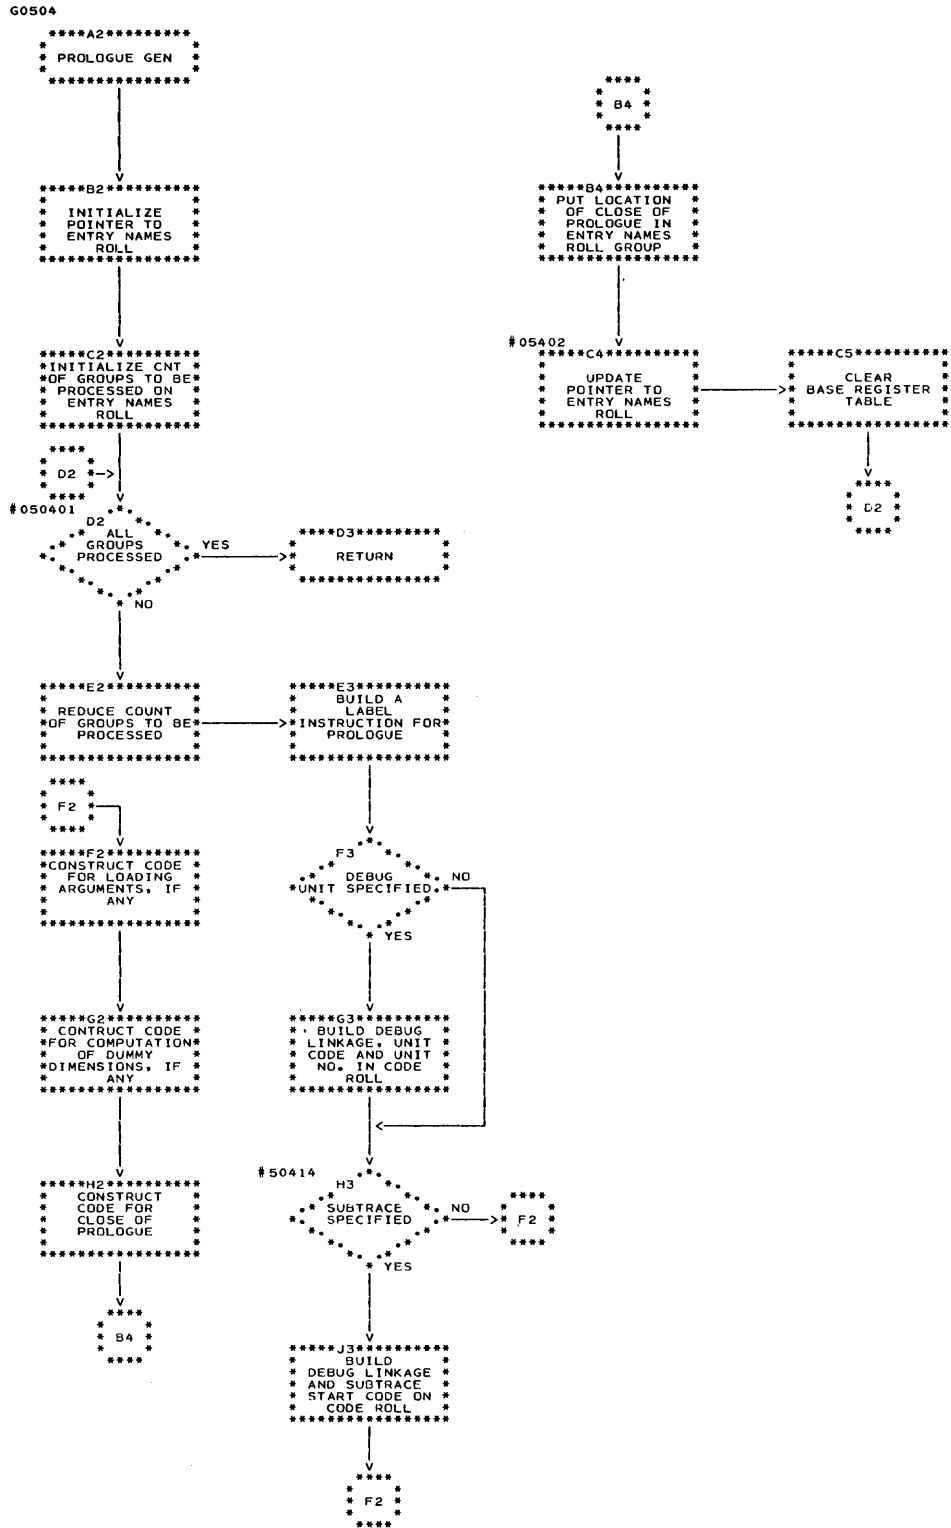 G0504
A2
PROLOGUE GEN
B2
INITIALIZE
POINTER TO
ENTRY NAMES
ROLL
C2
INITIALIZE CNT
OF GROUPS TO BE
PROCESSED ON
ENTRY NAMES
ROLL
D2
#050401
D2
ALL
GROUPS
PROCESSED
YES
NO
D3
RETURN
E2
REDUCE COUNT
OF GROUPS TO BE
PROCESSED
E3
BUILD A
LABEL
INSTRUCTION FOR
PROLOGUE
F2
F2
CONSTRUCT CODE
FOR LOADING
ARGUMENTS, IF
ANY
F3
DEBUG
UNIT SPECIFIED
NO
YES
G2
CONTRUCT CODE
FOR COMPUTATION
OF DUMMY
DIMENSIONS, IF
ANY
G3
BUILD DEBUG
LINKAGE, UNIT
CODE AND UNIT
NO. IN CODE
ROLL
H2
CONSTRUCT
CODE FOR
CLOSE OF
PROLOGUE
B4
#50414
H3
SUBTRACE
SPECIFIED
NO
F2
YES
J3
BUILD
DEBUG LINKAGE
AND SUBTRACE
START CODE ON
CODE ROLL
F2
B4
B4
PUT LOCATION
OF CLOSE OF
PROLOGUE IN
ENTRY NAMES
ROLL GROUP
#05402
C4
UPDATE
POINTER TO
ENTRY NAMES
ROLL
C5
CLEAR
BASE REGISTER
TABLE
D2